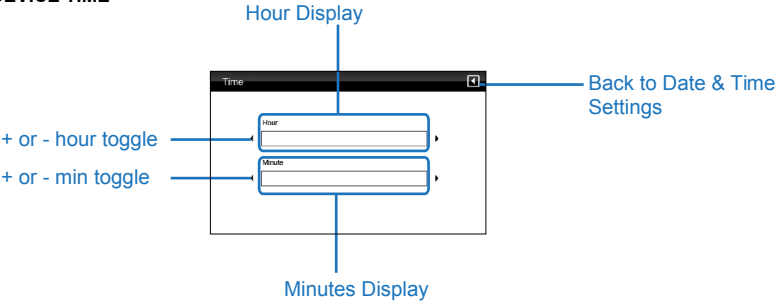 DEVICE TIME
Hour Display
Time
Back to Date & Time
Settings
Hour
+ or - hour toggle
Minute
+ or - min toggle
Minutes Display